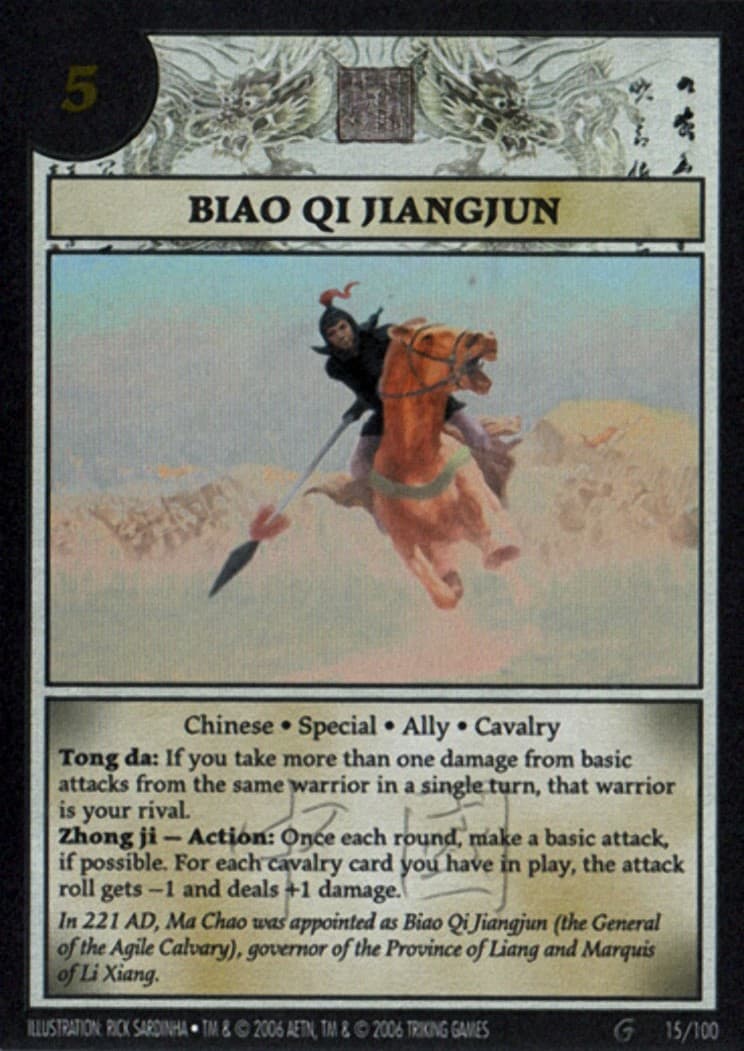 5
BIAO QI JIANGJUN
Chinese • Special • Ally • Cavalry
Tong da: If you take more than one damage from basic
attacks from the same warrior in a single turn, that warrior
is your rival.
Zhong ji – Action: Once each round, make a basic attack,
if possible. For each cavalry card you have in play, the attack
roll gets –1 and deals +1 damage.
In 221 AD, Ma Chao was appointed as Biao Qi Jiangjun (the General
of the Agile Calvary), governor of the Province of Liang and Marquis
of Li Xiang.
ILLUSTRATION: RICK SARDINHA • TM & © 2006 AETN, TM & © 2006 TRIKING GAMES
G 15/100